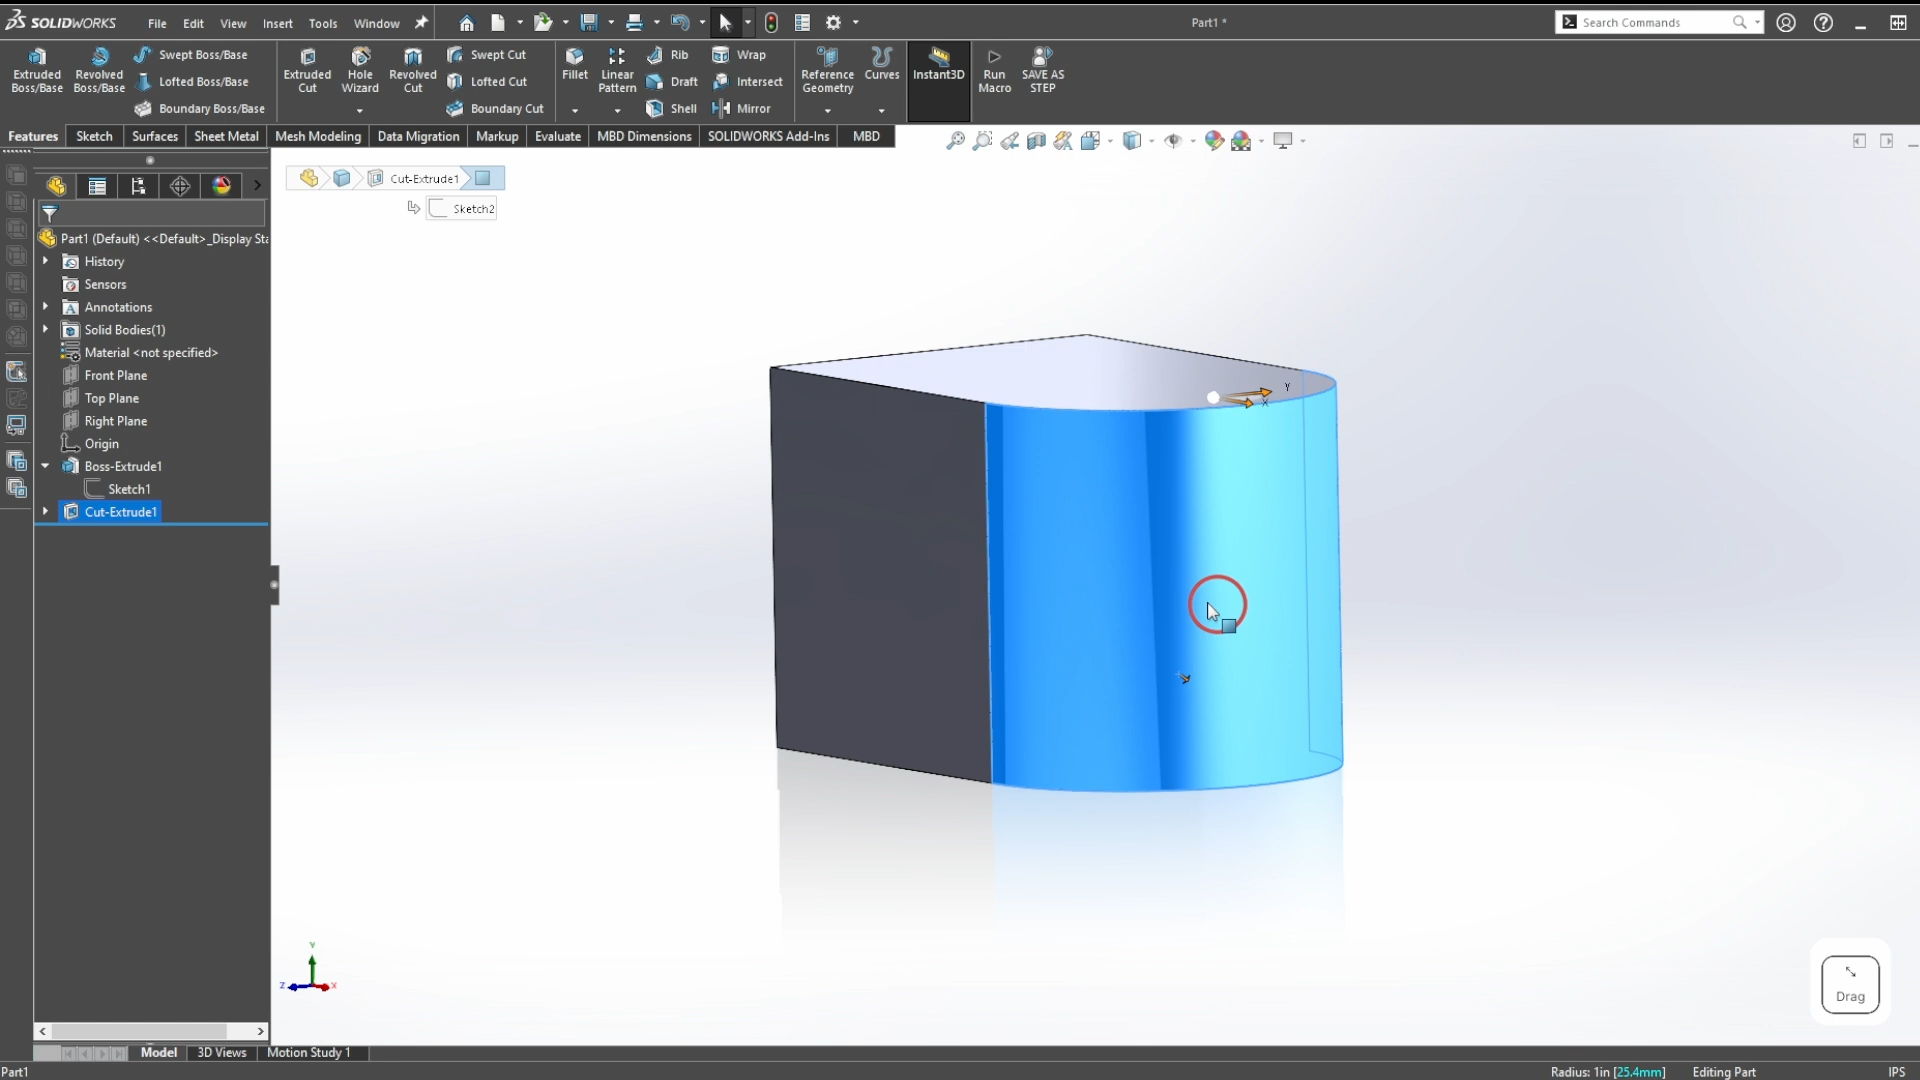 SOLIDWORKS File Edit View Insert Tools Window Part1 * Search Commands
Extruded Boss/Base
Revolved Boss/Base
Swept Boss/Base
Lofted Boss/Base
Boundary Boss/Base
Extruded Cut
Hole Wizard
Revolved Cut
Swept Cut
Lofted Cut
Boundary Cut
Fillet
Linear Pattern
Rib
Draft
Shell
Wrap
Intersect
Mirror
Reference Geometry
Curves
Instant3D
Run Macro
SAVE AS STEP
Features Sketch Surfaces Sheet Metal Mesh Modeling Data Migration Markup Evaluate MBD Dimensions SOLIDWORKS Add-Ins MBD
Cut-Extrude1
Sketch2
Part1 (Default) <<Default>_Display Sta
History
Sensors
Annotations
Solid Bodies(1)
Material <not specified>
Front Plane
Top Plane
Right Plane
Origin
Boss-Extrude1
Sketch1
Cut-Extrude1
Y
X
Y
Z
X
Drag
Model 3D Views Motion Study 1
Part1 Radius: 1in [25.4mm] Editing Part IPS